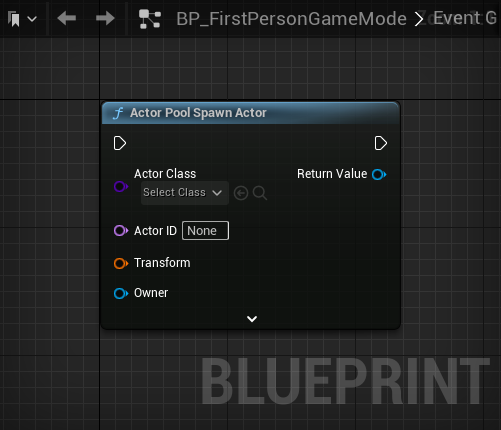 BP_FirstPersonGameMode > Event G
f Actor Pool Spawn Actor
Actor Class Return Value
Select Class
Actor ID None
Transform
Owner
BLUEPRINT